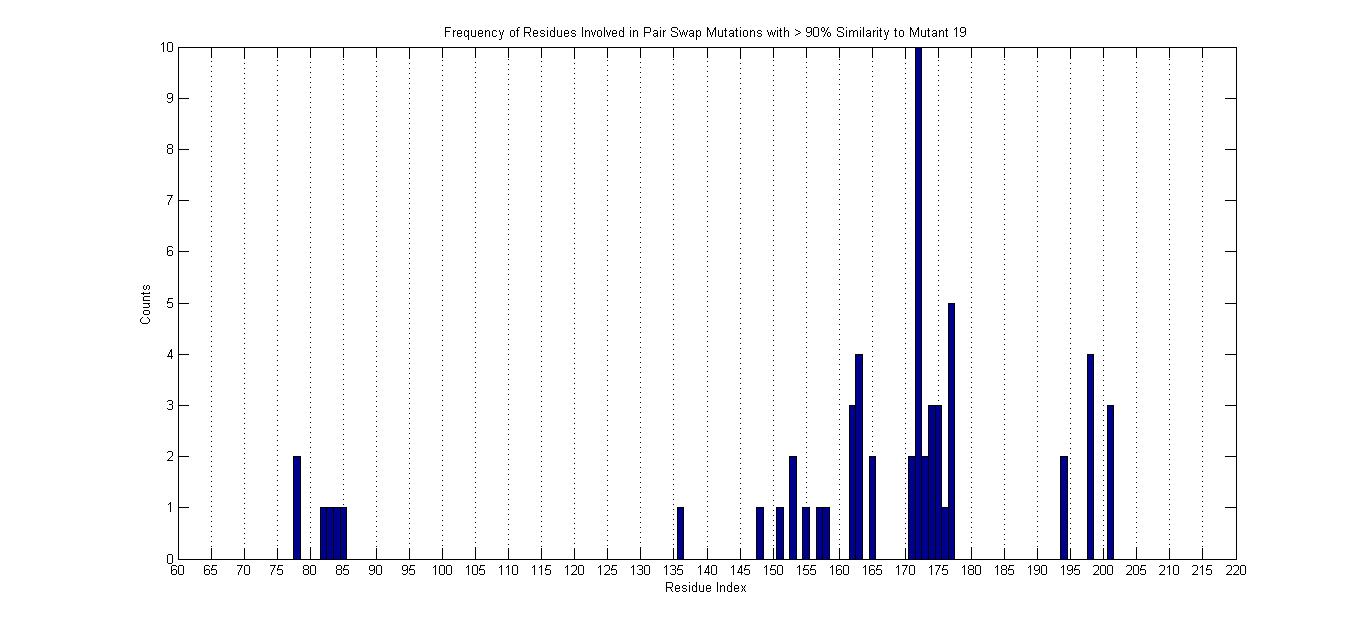 Frequency of Residues Involved in Pair Swap Mutations with > 90% Similarity to Mutant 19
10
9
8
7
6
5
4
3
2
1
0
Counts
60 65 70 75 80 85 90 95 100 105 110 115 120 125 130 135 140 145 150 155 160 165 170 175 180 185 190 195 200 205 210 215 220
Residue Index